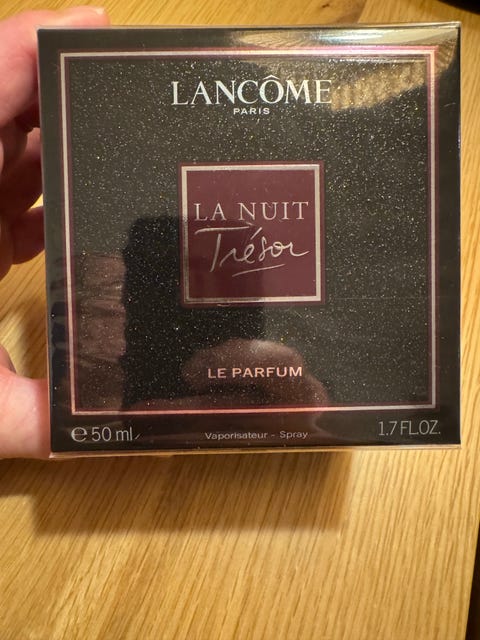 LANCÔME
PARIS
LA NUIT
Trésor
LE PARFUM
℮ 50 ml
Vaporisateur - Spray
1.7 FL.OZ.